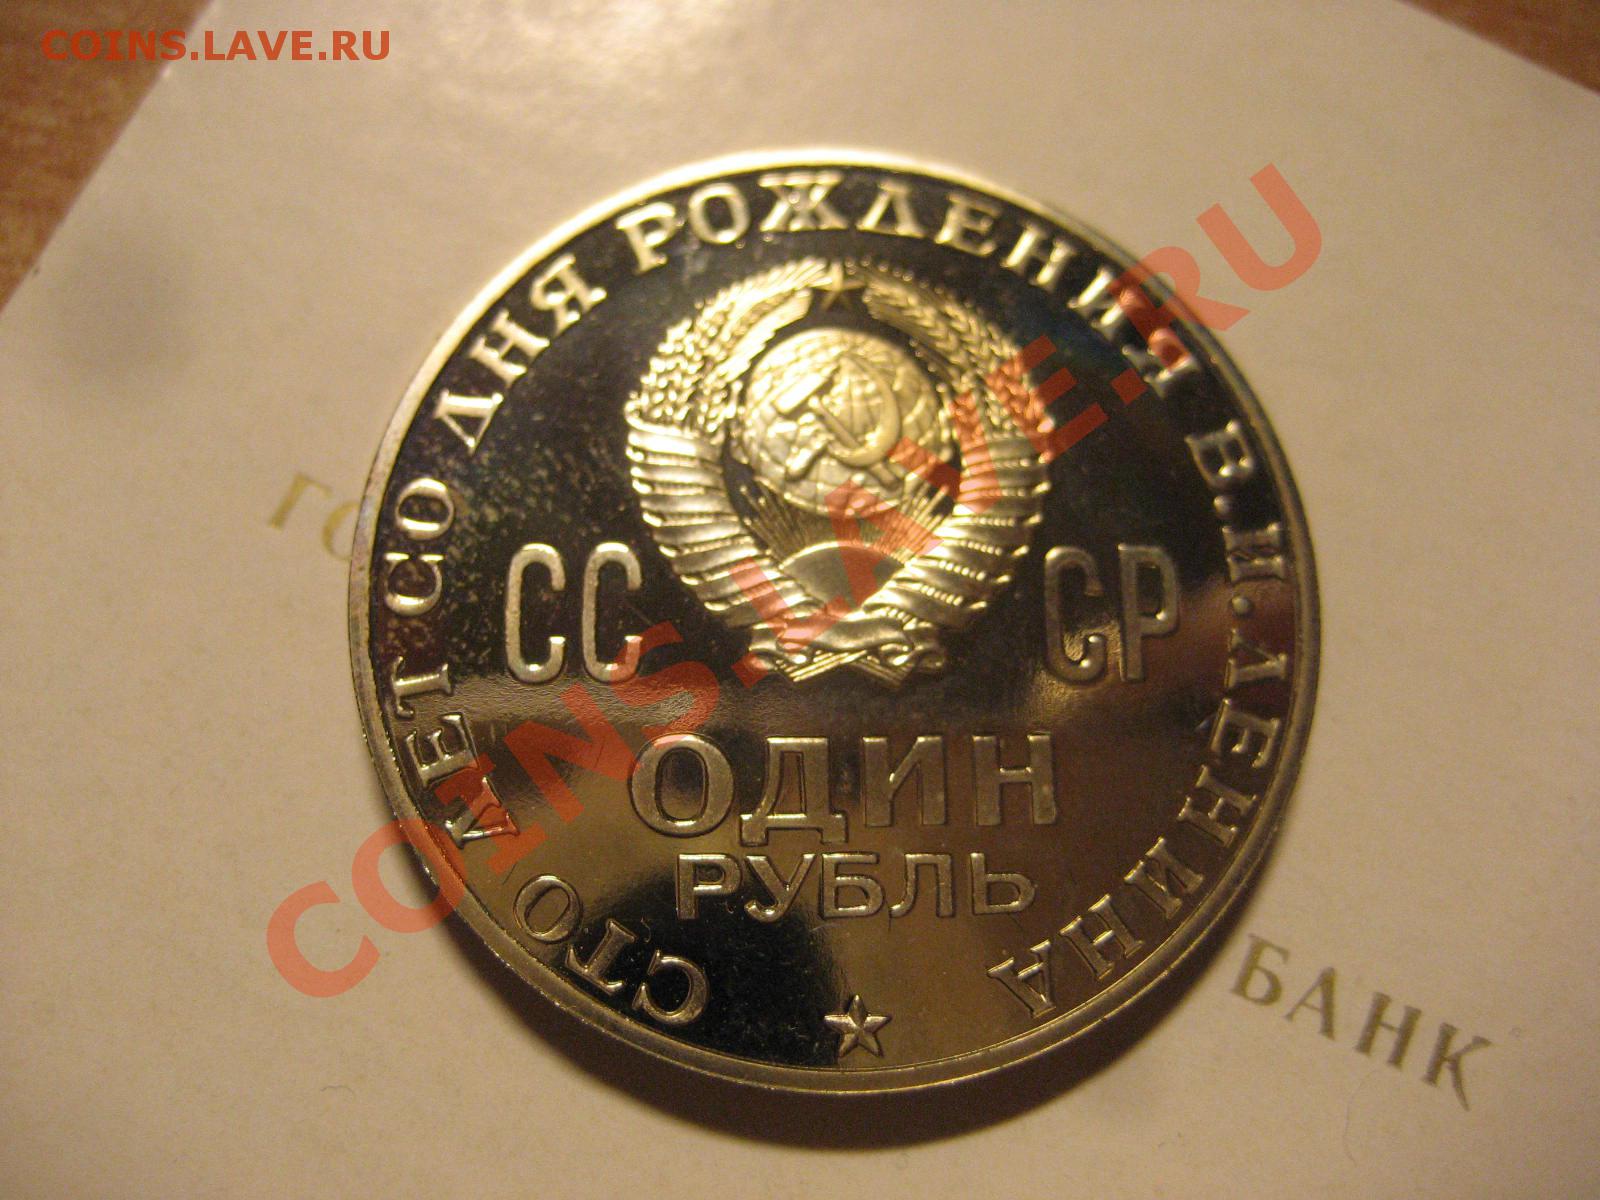 COINS.LAVE.RU
СТО ЛЕТ СО ДНЯ РОЖДЕНИЯ В.И.ЛЕНИНА
СС СР
ОДИН
РУБЛЬ
БАНК
COINS.LAVE.RU